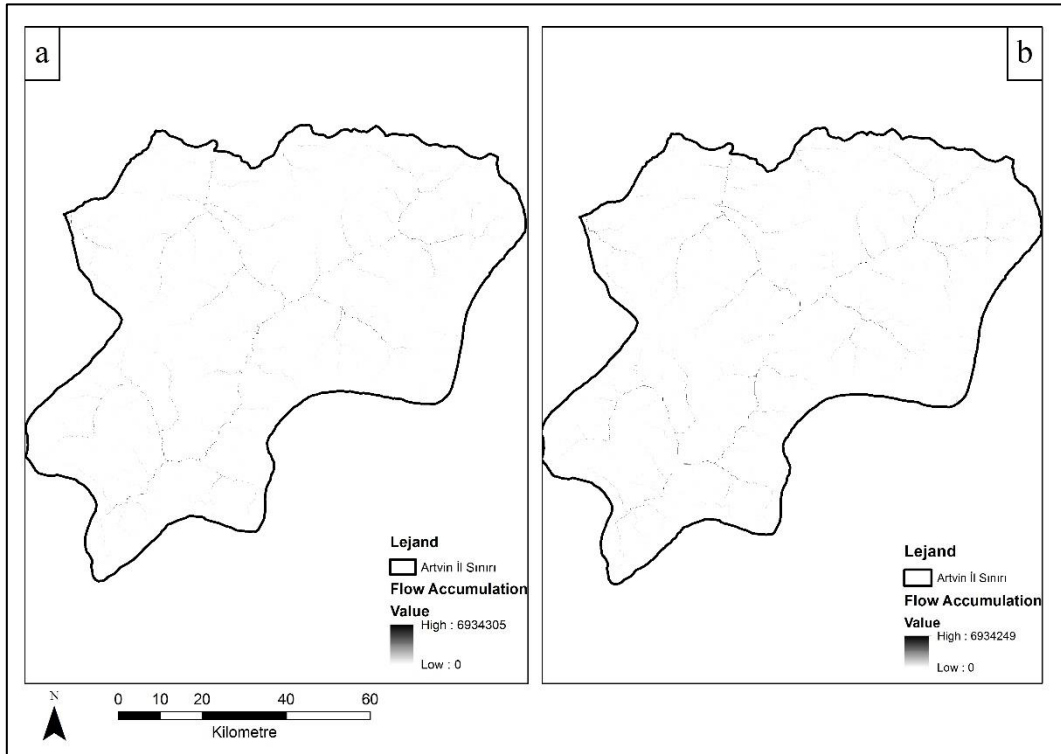 a
b
Lejand
Artvin İl Sınırı
Flow Accumulation
Value
High : 6934305
Low : 0
Lejand
Artvin İl Sınırı
Flow Accumulation
Value
High : 6934249
Low : 0
N
0 10 20 40 60
Kilometre